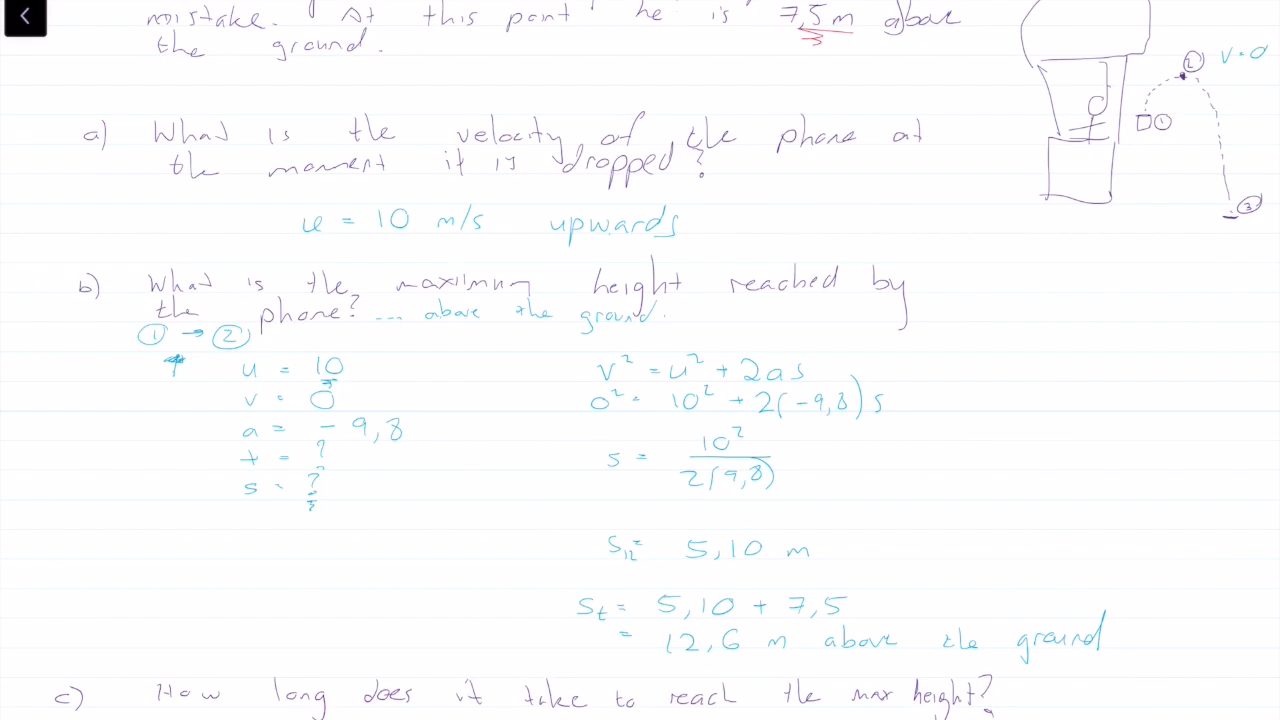 mistake. At this point he is 7,5 m above
the ground.
② v = 0
①
③
a) What is the velocity of the phone at
the moment it is dropped?
u = 10 m/s upwards
b) What is the maximum height reached by
the phone? ... above the ground.
① → ②
↑ u = 10
v = 0
a = - 9,8
t = ?
s = ?
v² = u² + 2as
0² = 10² + 2(-9,8) s
s = 10² / 2(9,8)
s₁₂ = 5,10 m
sₜ = 5,10 + 7,5
= 12,6 m above the ground
c) How long does it take to reach the max height?